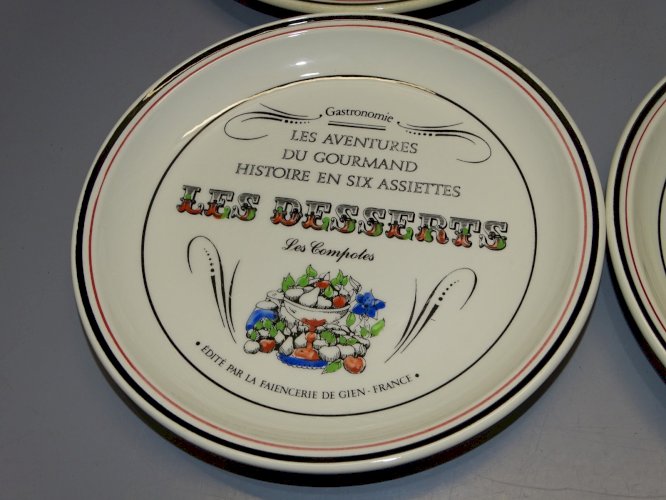 Gastronomie
LES AVENTURES
DU GOURMAND
HISTOIRE EN SIX ASSIETTES
LES DESSERTS
Les Compotes
• EDITÉ PAR LA FAIENCERIE DE GIEN - FRANCE •